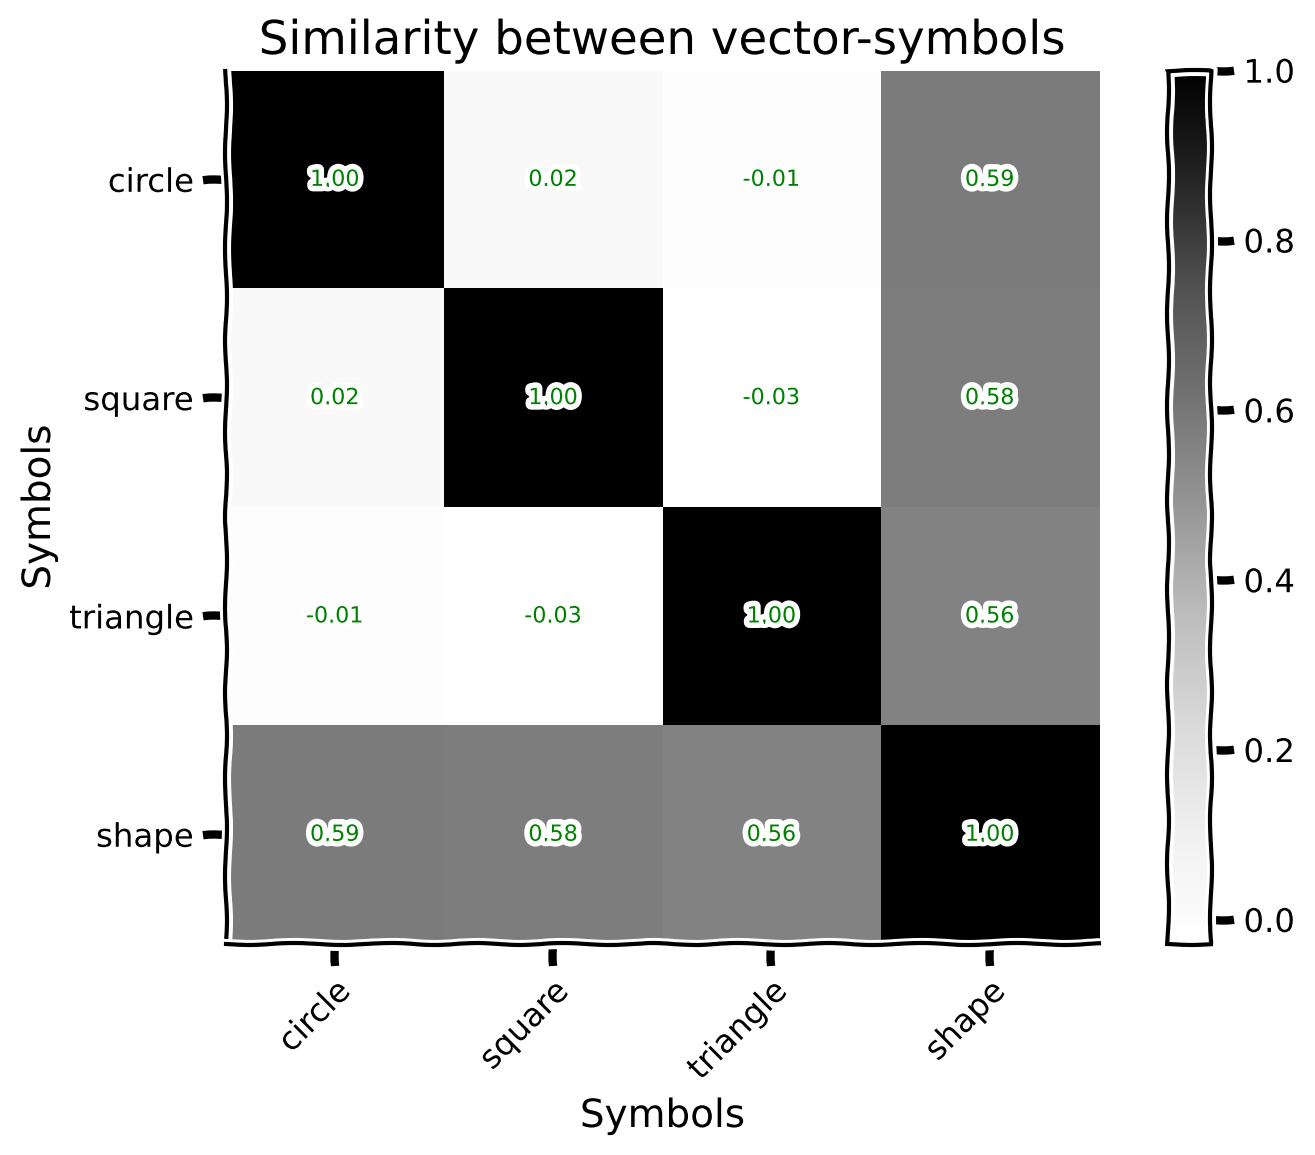 Similarity between vector-symbols
circle 1.00 0.02 -0.01 0.59
square 0.02 1.00 -0.03 0.58
triangle -0.01 -0.03 1.00 0.56
shape 0.59 0.58 0.56 1.00
circle square triangle shape
Symbols
Symbols
1.0
0.8
0.6
0.4
0.2
0.0